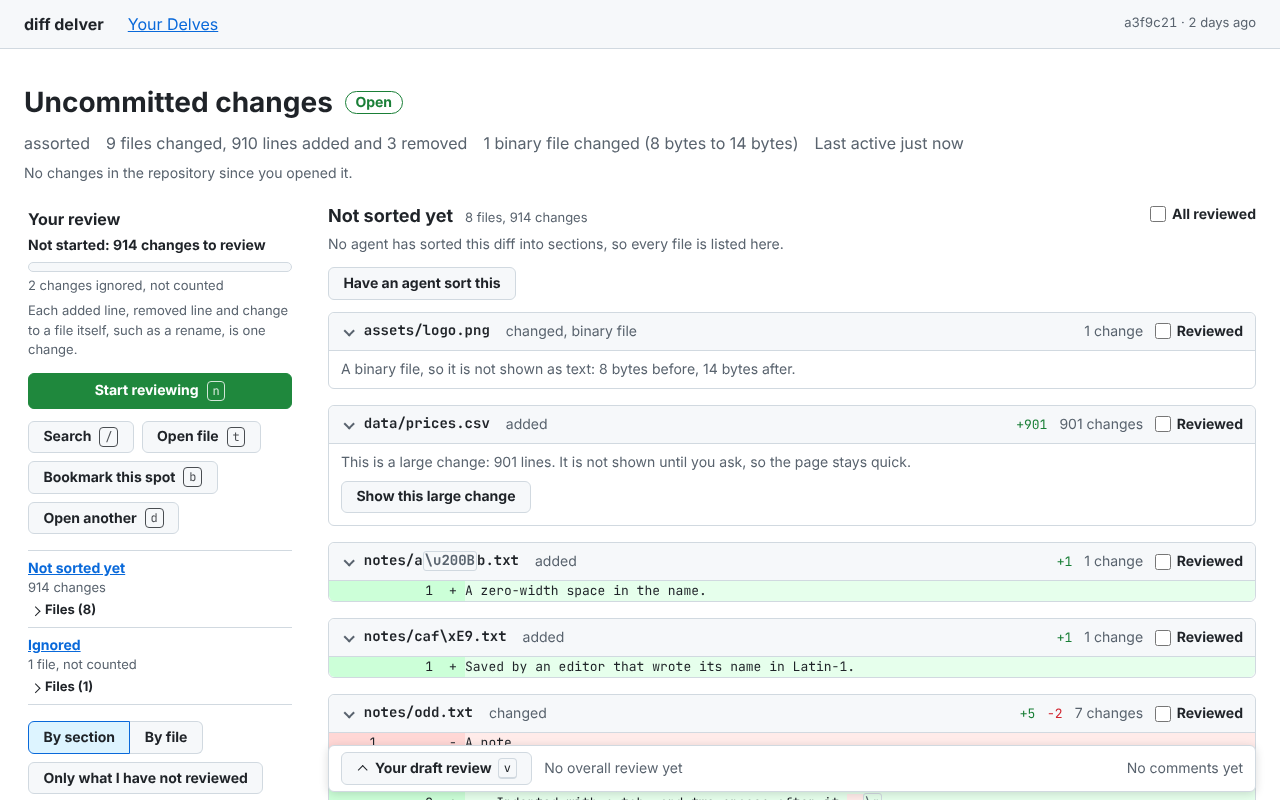 diff delver Your Delves a3f9c21 · 2 days ago
Uncommitted changes Open
assorted 9 files changed, 910 lines added and 3 removed 1 binary file changed (8 bytes to 14 bytes) Last active just now
No changes in the repository since you opened it.
Your review
Not started: 914 changes to review
2 changes ignored, not counted
Each added line, removed line and change
to a file itself, such as a rename, is one
change.
Start reviewing n
Search / Open file t
Bookmark this spot b
Open another d
Not sorted yet
914 changes
Files (8)
Ignored
1 file, not counted
Files (1)
By section By file
Only what I have not reviewed
Not sorted yet 8 files, 914 changes All reviewed
No agent has sorted this diff into sections, so every file is listed here.
Have an agent sort this
assets/logo.png changed, binary file 1 change Reviewed
A binary file, so it is not shown as text: 8 bytes before, 14 bytes after.
data/prices.csv added +901 901 changes Reviewed
This is a large change: 901 lines. It is not shown until you ask, so the page stays quick.
Show this large change
notes/a\u200Bb.txt added +1 1 change Reviewed
1 + A zero-width space in the name.
notes/caf\xE9.txt added +1 1 change Reviewed
1 + Saved by an editor that wrote its name in Latin-1.
notes/odd.txt changed +5 -2 7 changes Reviewed
1 - A note
Your draft review v No overall review yet No comments yet